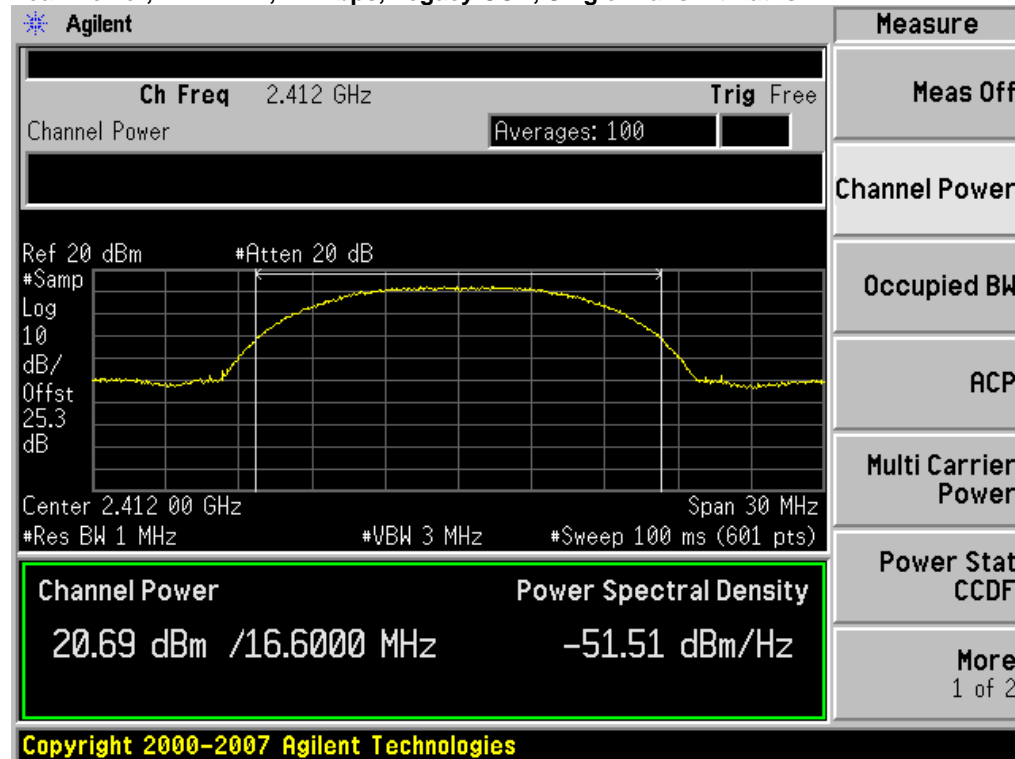 Agilent
Measure
Ch Freq 2.412 GHz Trig Free
Meas Off
Channel Power Averages: 100
Channel Power
Ref 20 dBm #Atten 20 dB
#Samp
Log
10
dB/
Offst
25.3
dB
Occupied BW
ACP
Multi Carrier
Power
Center 2.412 00 GHz Span 30 MHz
#Res BW 1 MHz #VBW 3 MHz #Sweep 100 ms (601 pts)
Power Stat
CCDF
Channel Power Power Spectral Density
20.69 dBm /16.6000 MHz -51.51 dBm/Hz
More
1 of 2
Copyright 2000-2007 Agilent Technologies